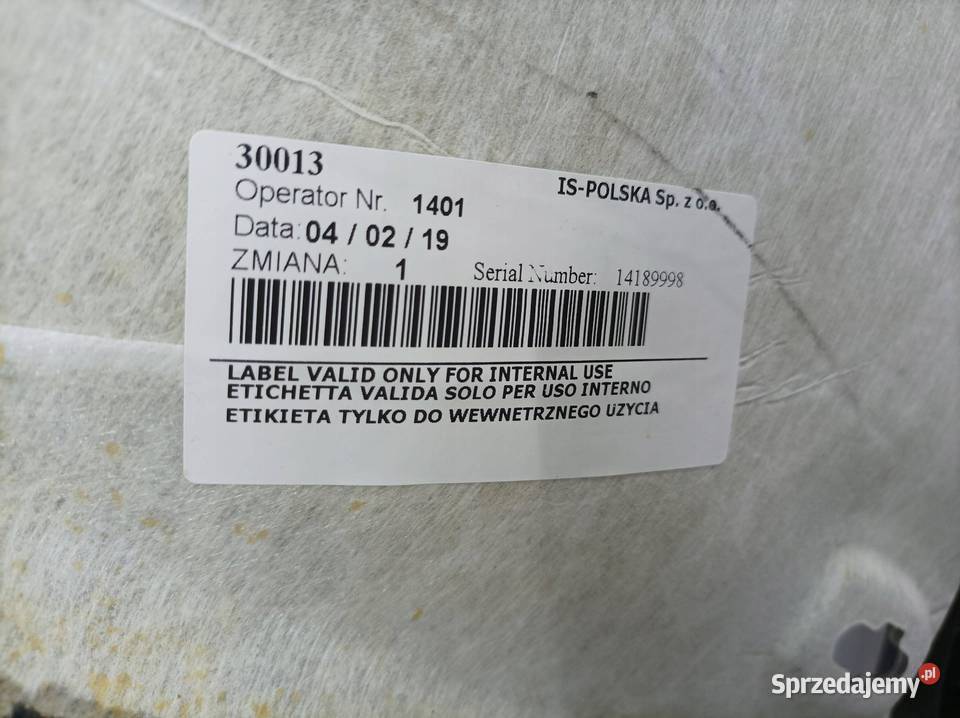 30013
IS-POLSKA Sp. z o.o.
Operator Nr. 1401
Data: 04 / 02 / 19
ZMIANA: 1 Serial Number: 14189998
LABEL VALID ONLY FOR INTERNAL USE
ETICHETTA VALIDA SOLO PER USO INTERNO
ETIKIETA TYLKO DO WEWNETRZNEGO UZYCIA
Sprzedajemy.pl